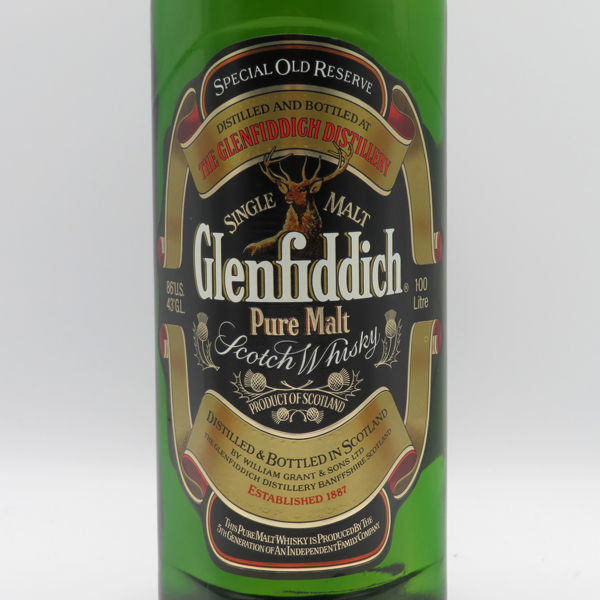 SPECIAL OLD RESERVE
DISTILLED AND BOTTLED AT
THE GLENFIDDICH DISTILLERY
SINGLE MALT
Glenfiddich®
86°U.S.
43°G.L.
1·00
Litre
Pure Malt
Scotch Whisky
PRODUCT OF SCOTLAND
DISTILLED & BOTTLED IN SCOTLAND
BY WILLIAM GRANT & SONS LTD
THE GLENFIDDICH DISTILLERY BANFFSHIRE SCOTLAND
ESTABLISHED 1887
THIS PURE MALT WHISKY IS PRODUCED BY THE
5TH GENERATION OF AN INDEPENDENT FAMILY COMPANY